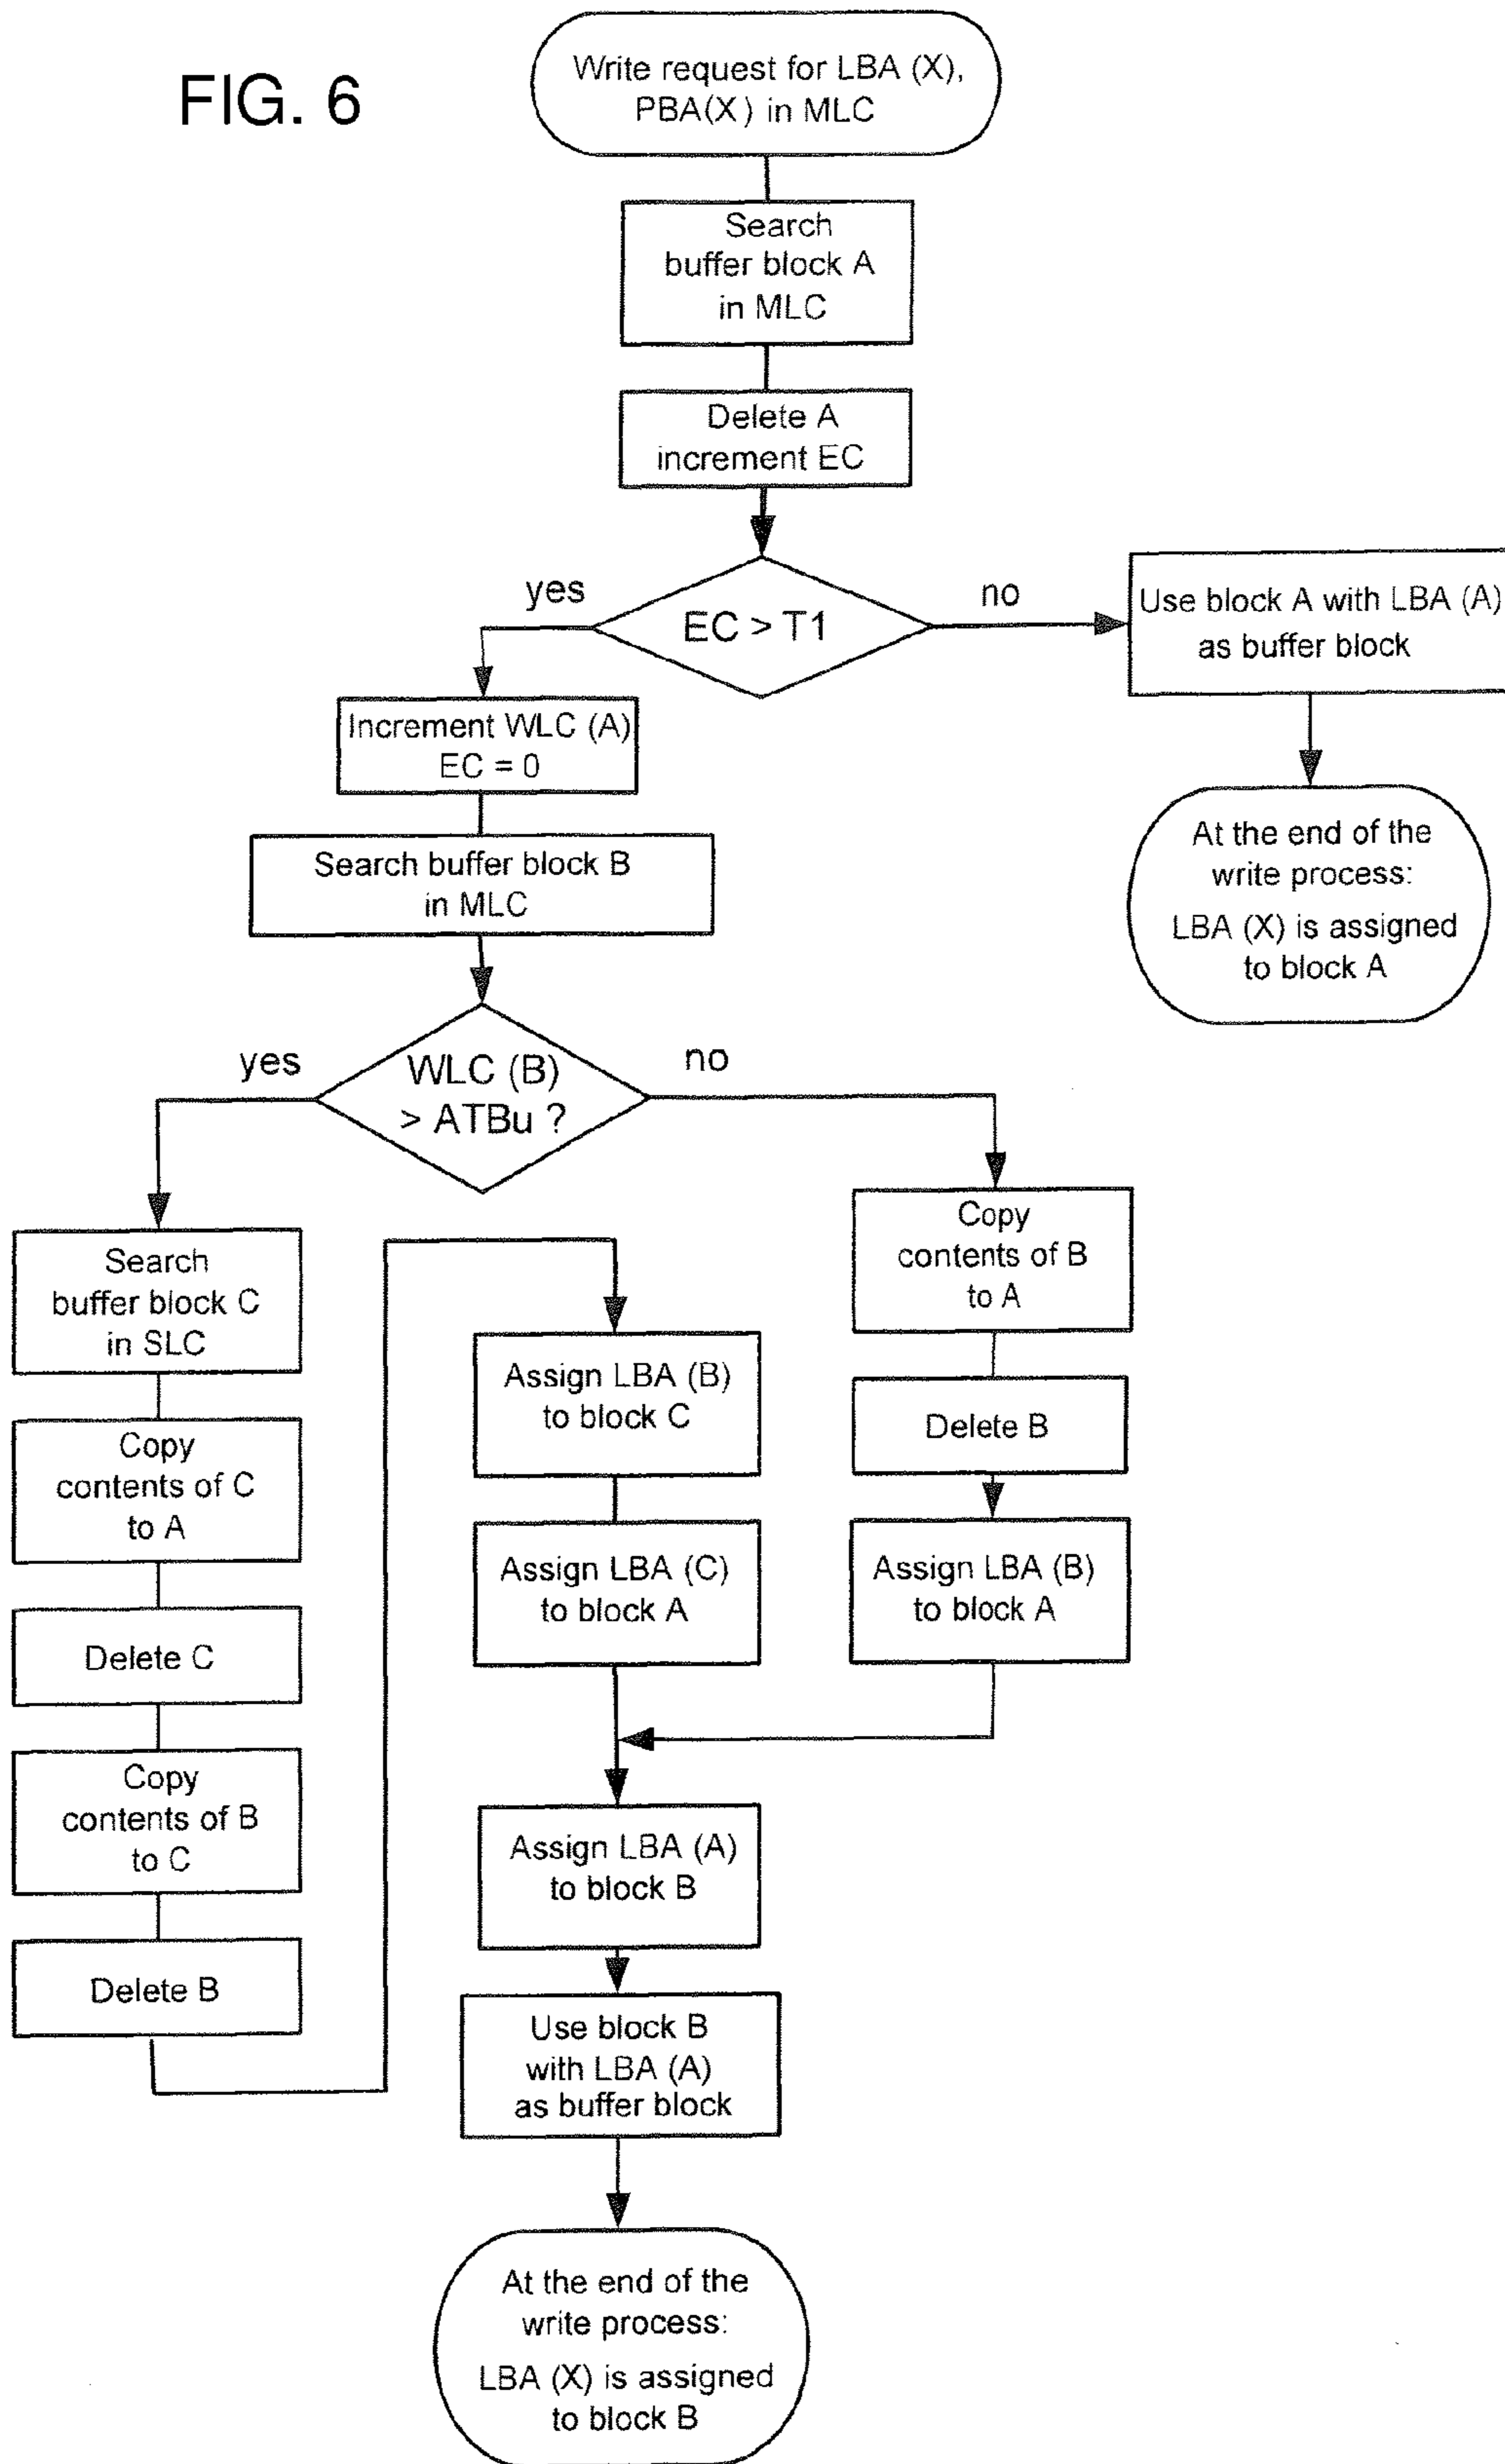 FIG. 6
Write request for LBA (X),
PBA(X) in MLC
Search
buffer block A
in MLC
Delete A
increment EC
yes
EC > T1
no
Use block A with LBA (A)
as buffer block
Increment WLC (A)
EC = 0
At the end of the
write process:
LBA (X) is assigned
to block A
Search buffer block B
in MLC
yes
WLC (B)
> ATBu ?
no
Search
buffer block C
in SLC
Copy
contents of C
to A
Delete C
Copy
contents of B
to C
Delete B
Assign LBA (B)
to block C
Assign LBA (C)
to block A
Copy
contents of B
to A
Delete B
Assign LBA (B)
to block A
Assign LBA (A)
to block B
Use block B
with LBA (A)
as buffer block
At the end of the
write process:
LBA (X) is assigned
to block B